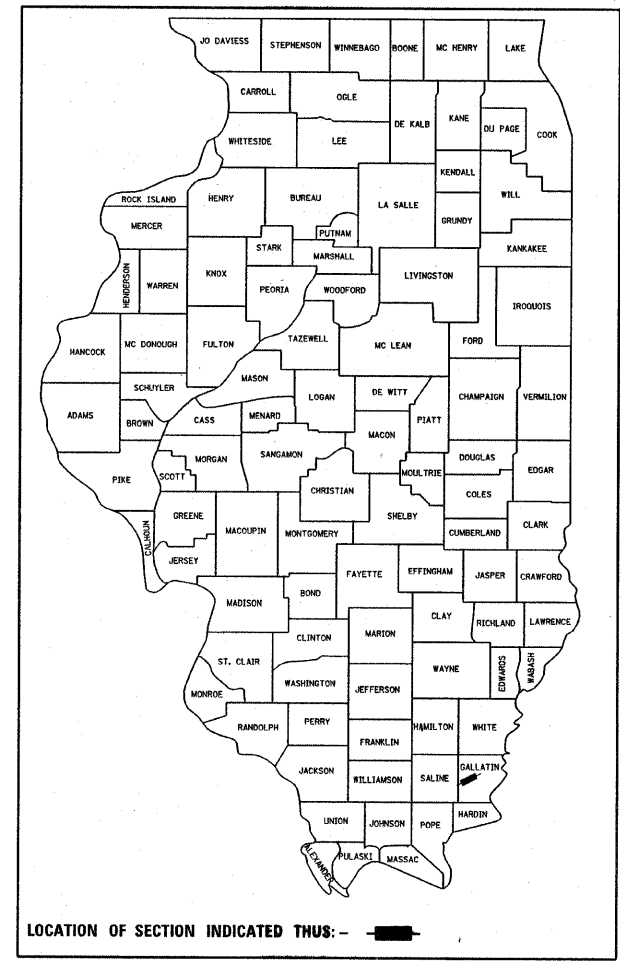 JO DAVIESS STEPHENSON WINNEBAGO BOONE MC HENRY LAKE
CARROLL OGLE DE KALB KANE DU PAGE COOK
WHITESIDE LEE
KENDALL
ROCK ISLAND HENRY BUREAU LA SALLE WILL
MERCER PUTNAM GRUNDY
STARK MARSHALL KANKAKEE
HENDERSON WARREN KNOX PEORIA WOODFORD LIVINGSTON
IROQUOIS
HANCOCK MC DONOUGH FULTON TAZEWELL MC LEAN FORD
MASON
SCHUYLER LOGAN DE WITT CHAMPAIGN VERMILION
ADAMS BROWN CASS MENARD MACON PIATT
MORGAN SANGAMON DOUGLAS
PIKE SCOTT CHRISTIAN MOULTRIE EDGAR
COLES
GREENE MACOUPIN MONTGOMERY SHELBY
CALHOUN CUMBERLAND CLARK
JERSEY
FAYETTE EFFINGHAM JASPER CRAWFORD
MADISON BOND
CLAY RICHLAND LAWRENCE
CLINTON MARION
ST. CLAIR WAYNE EDWARDS WABASH
WASHINGTON JEFFERSON
MONROE
RANDOLPH PERRY HAMILTON WHITE
FRANKLIN
JACKSON WILLIAMSON SALINE GALLATIN
UNION JOHNSON POPE HARDIN
ALEXANDER PULASKI MASSAC
LOCATION OF SECTION INDICATED THUS:-